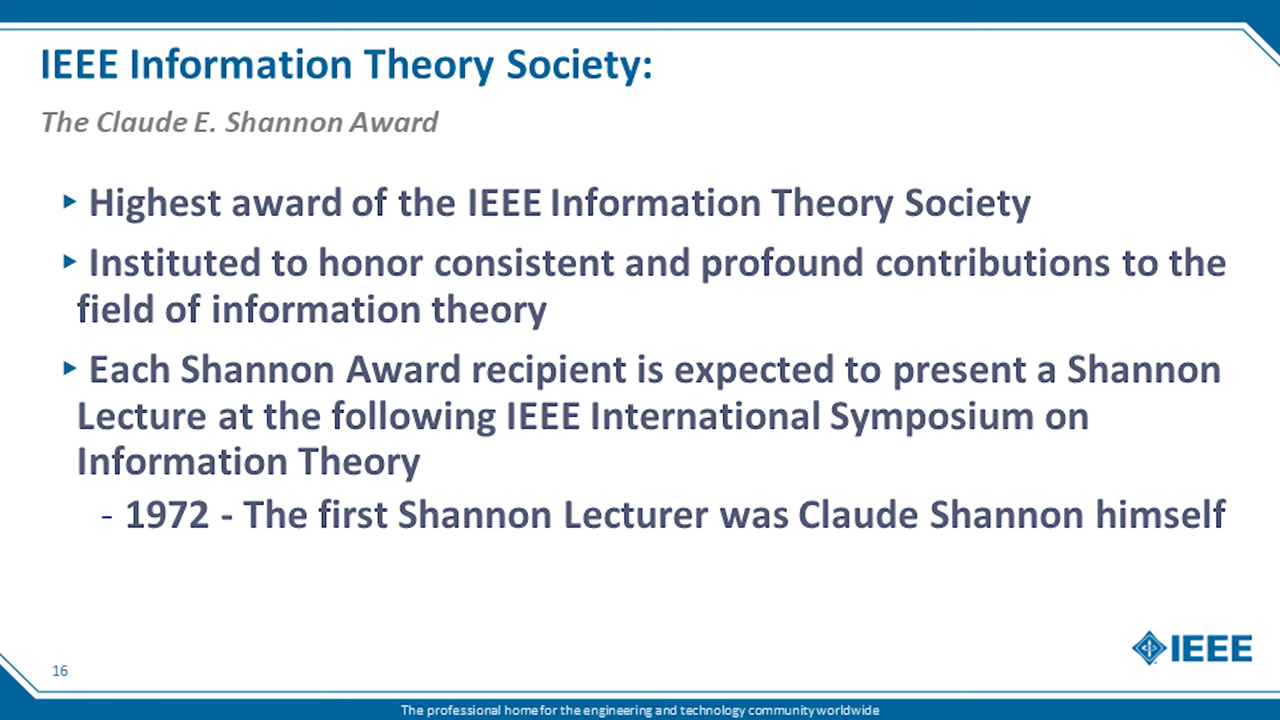 IEEE Information Theory Society:
The Claude E. Shannon Award
▸ Highest award of the IEEE Information Theory Society
▸ Instituted to honor consistent and profound contributions to the
field of information theory
▸ Each Shannon Award recipient is expected to present a Shannon
Lecture at the following IEEE International Symposium on
Information Theory
- 1972 - The first Shannon Lecturer was Claude Shannon himself
IEEE
16
The professional home for the engineering and technology community worldwide